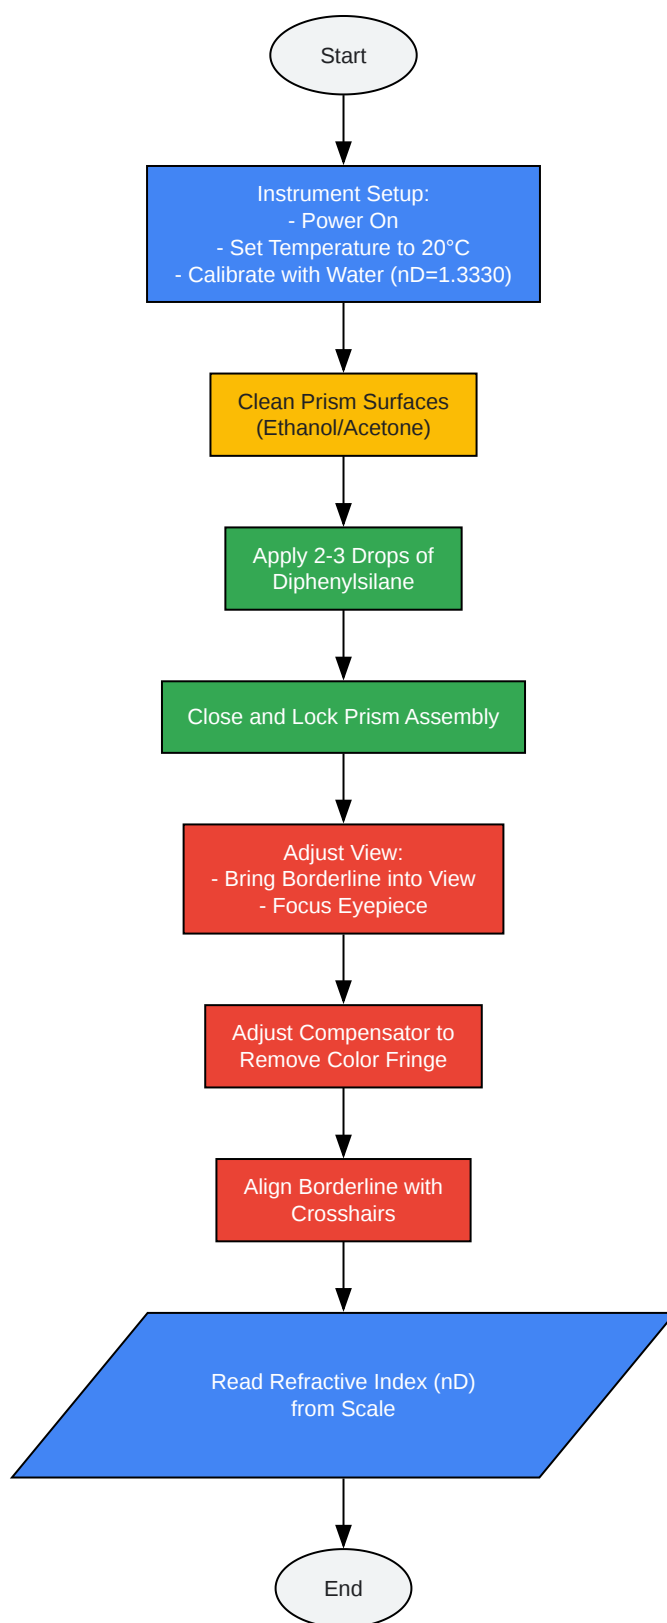 Start
Instrument Setup:
- Power On
- Set Temperature to 20°C
- Calibrate with Water (nD=1.3330)
Clean Prism Surfaces
(Ethanol/Acetone)
Apply 2-3 Drops of
Diphenylsilane
Close and Lock Prism Assembly
Adjust View:
- Bring Borderline into View
- Focus Eyepiece
Adjust Compensator to
Remove Color Fringe
Align Borderline with
Crosshairs
Read Refractive Index (nD)
from Scale
End